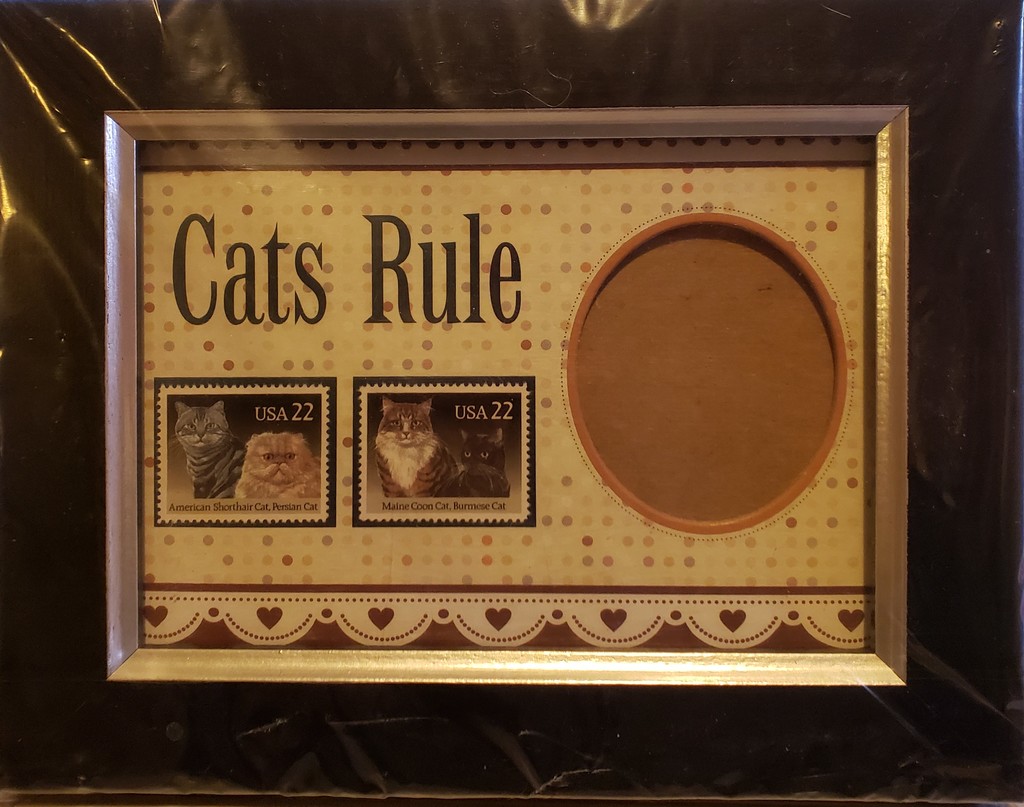 Cats Rule
USA 22
American Shorthair Cat, Persian Cat
USA 22
Maine Coon Cat, Burmese Cat